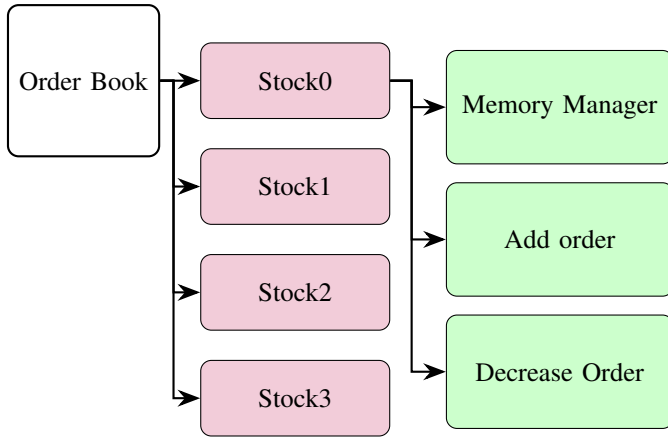 Order Book
Stock0
Stock1
Stock2
Stock3
Memory Manager
Add order
Decrease Order